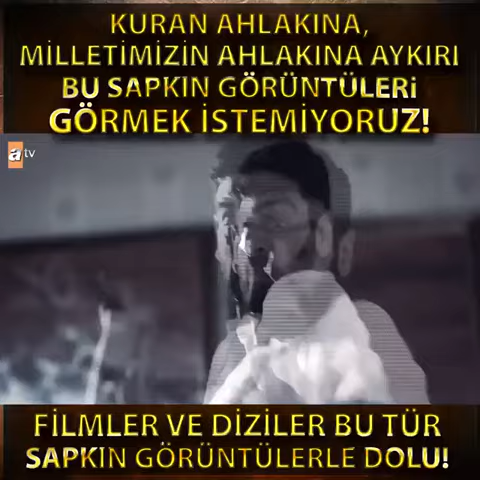 KURAN AHLAKINA,
MİLLETİMİZİN AHLAKINA AYKIRI
BU SAPKIN GÖRÜNTÜLERİ
GÖRMEK İSTEMİYORUZ!
atv
FİLMLER VE DİZİLER BU TÜR
SAPKIN GÖRÜNTÜLERLE DOLU!